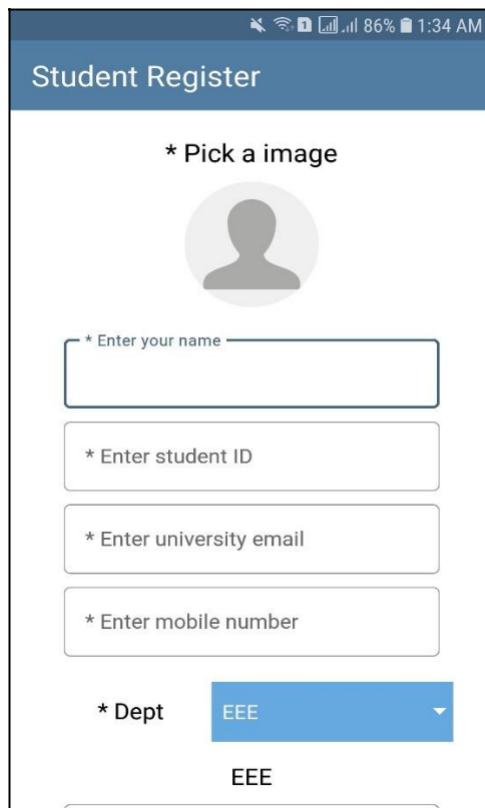 1 86% 1:34 AM
Student Register
* Pick a image
* Enter your name
* Enter student ID
* Enter university email
* Enter mobile number
* Dept EEE
EEE